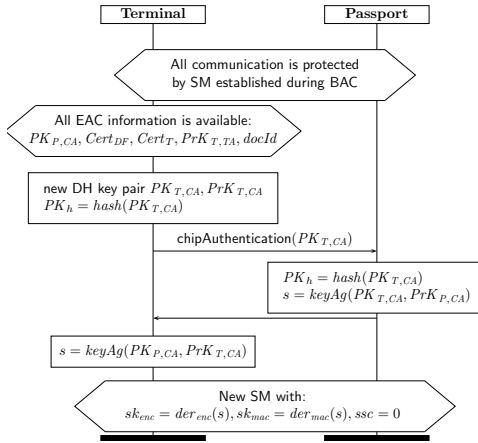 Terminal Passport
All communication is protected
by SM established during BAC
All EAC information is available:
PK_{P,CA}, Cert_{DF}, Cert_T, PrK_{T,TA}, docId
new DH key pair PK_{T,CA}, PrK_{T,CA}
PK_h = hash(PK_{T,CA})
chipAuthentication(PK_{T,CA})
PK_h = hash(PK_{T,CA})
s = keyAg(PK_{T,CA}, PrK_{P,CA})
s = keyAg(PK_{P,CA}, PrK_{T,CA})
New SM with:
sk_{enc} = der_{enc}(s), sk_{mac} = der_{mac}(s), ssc = 0